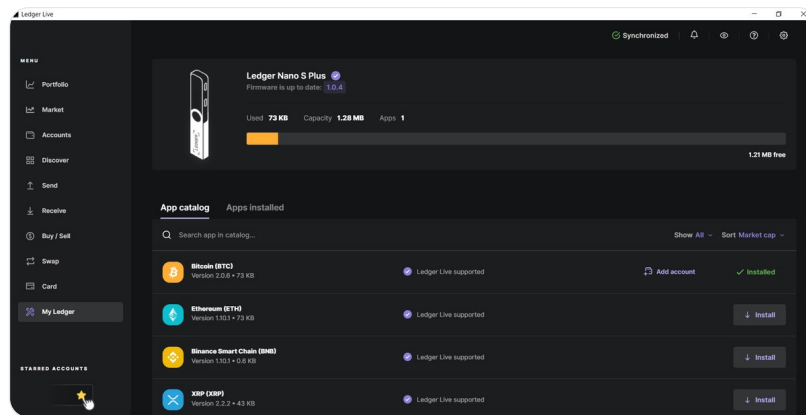 Ledger Live
Synchronized
MENU
Portfolio
Market
Accounts
Discover
Send
Receive
Buy / Sell
Swap
Card
My Ledger
STARRED ACCOUNTS
Ledger Nano S Plus
Firmware is up to date: 1.0.4
Used 73 KB Capacity 1.28 MB Apps 1
1.21 MB free
App catalog Apps installed
Search app in catalog...
Show All Sort Market cap
Bitcoin (BTC)
Version 2.0.6 • 73 KB
Ledger Live supported
Add account
Installed
Ethereum (ETH)
Version 1.10.1 • 73 KB
Ledger Live supported
Install
Binance Smart Chain (BNB)
Version 1.10.1 • 0.6 KB
Ledger Live supported
Install
XRP (XRP)
Version 2.2.2 • 43 KB
Ledger Live supported
Install